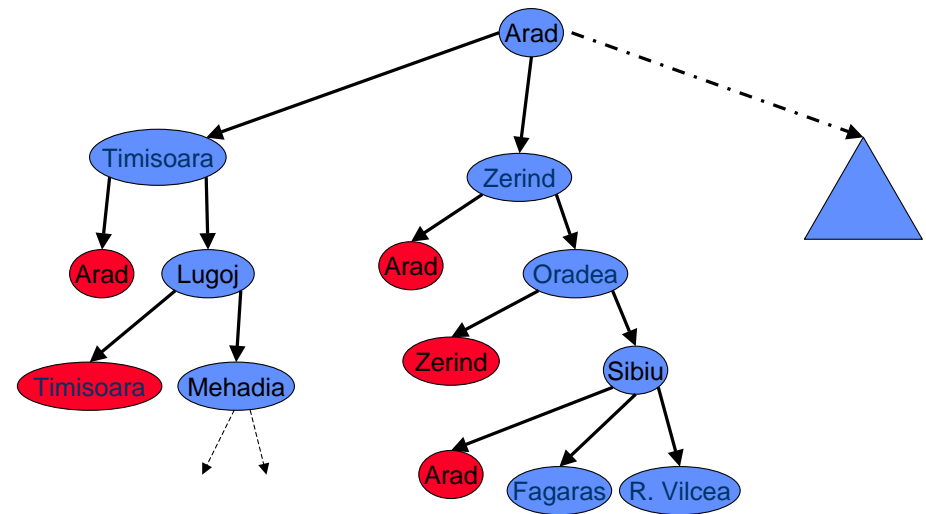 Arad
Timisoara
Zerind
Arad
Lugoj
Arad
Oradea
Timisoara
Mehadia
Zerind
Sibiu
Arad
Fagaras
R. Vilcea